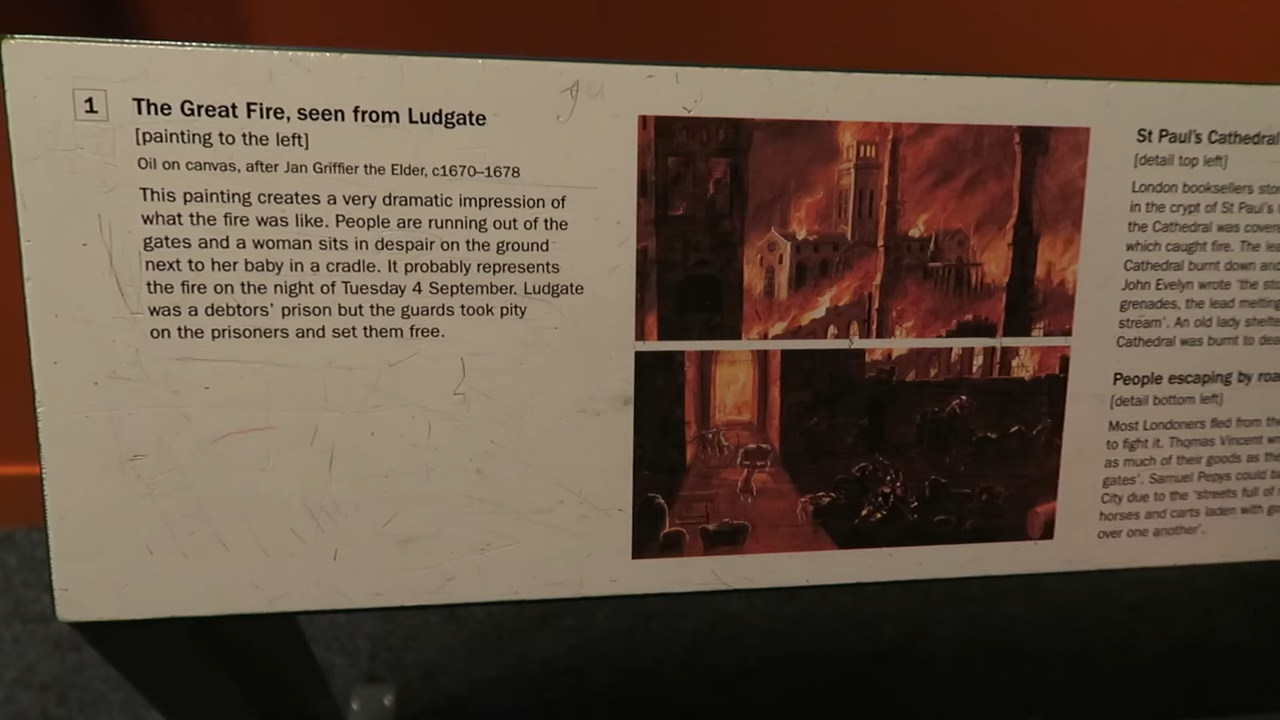 1
The Great Fire, seen from Ludgate
[painting to the left]
Oil on canvas, after Jan Griffier the Elder, c1670–1678
This painting creates a very dramatic impression of
what the fire was like. People are running out of the
gates and a woman sits in despair on the ground
next to her baby in a cradle. It probably represents
the fire on the night of Tuesday 4 September. Ludgate
was a debtors' prison but the guards took pity
on the prisoners and set them free.
St Paul's Cathedral
[detail top left]
London booksellers
in the crypt of St Paul's
the Cathedral was
which caught fire. The
Cathedral burnt down and
John Evelyn wrote 'the
grenades, the lead melting
stream'. An old lady
Cathedral was burnt to
People escaping by
[detail bottom left]
Most Londoners fled from
to fight it. Thomas Vincent
as much of their goods as
gates'. Samuel Pepys could
City due to the 'streets full of
horses and carts laden with
over one another'.